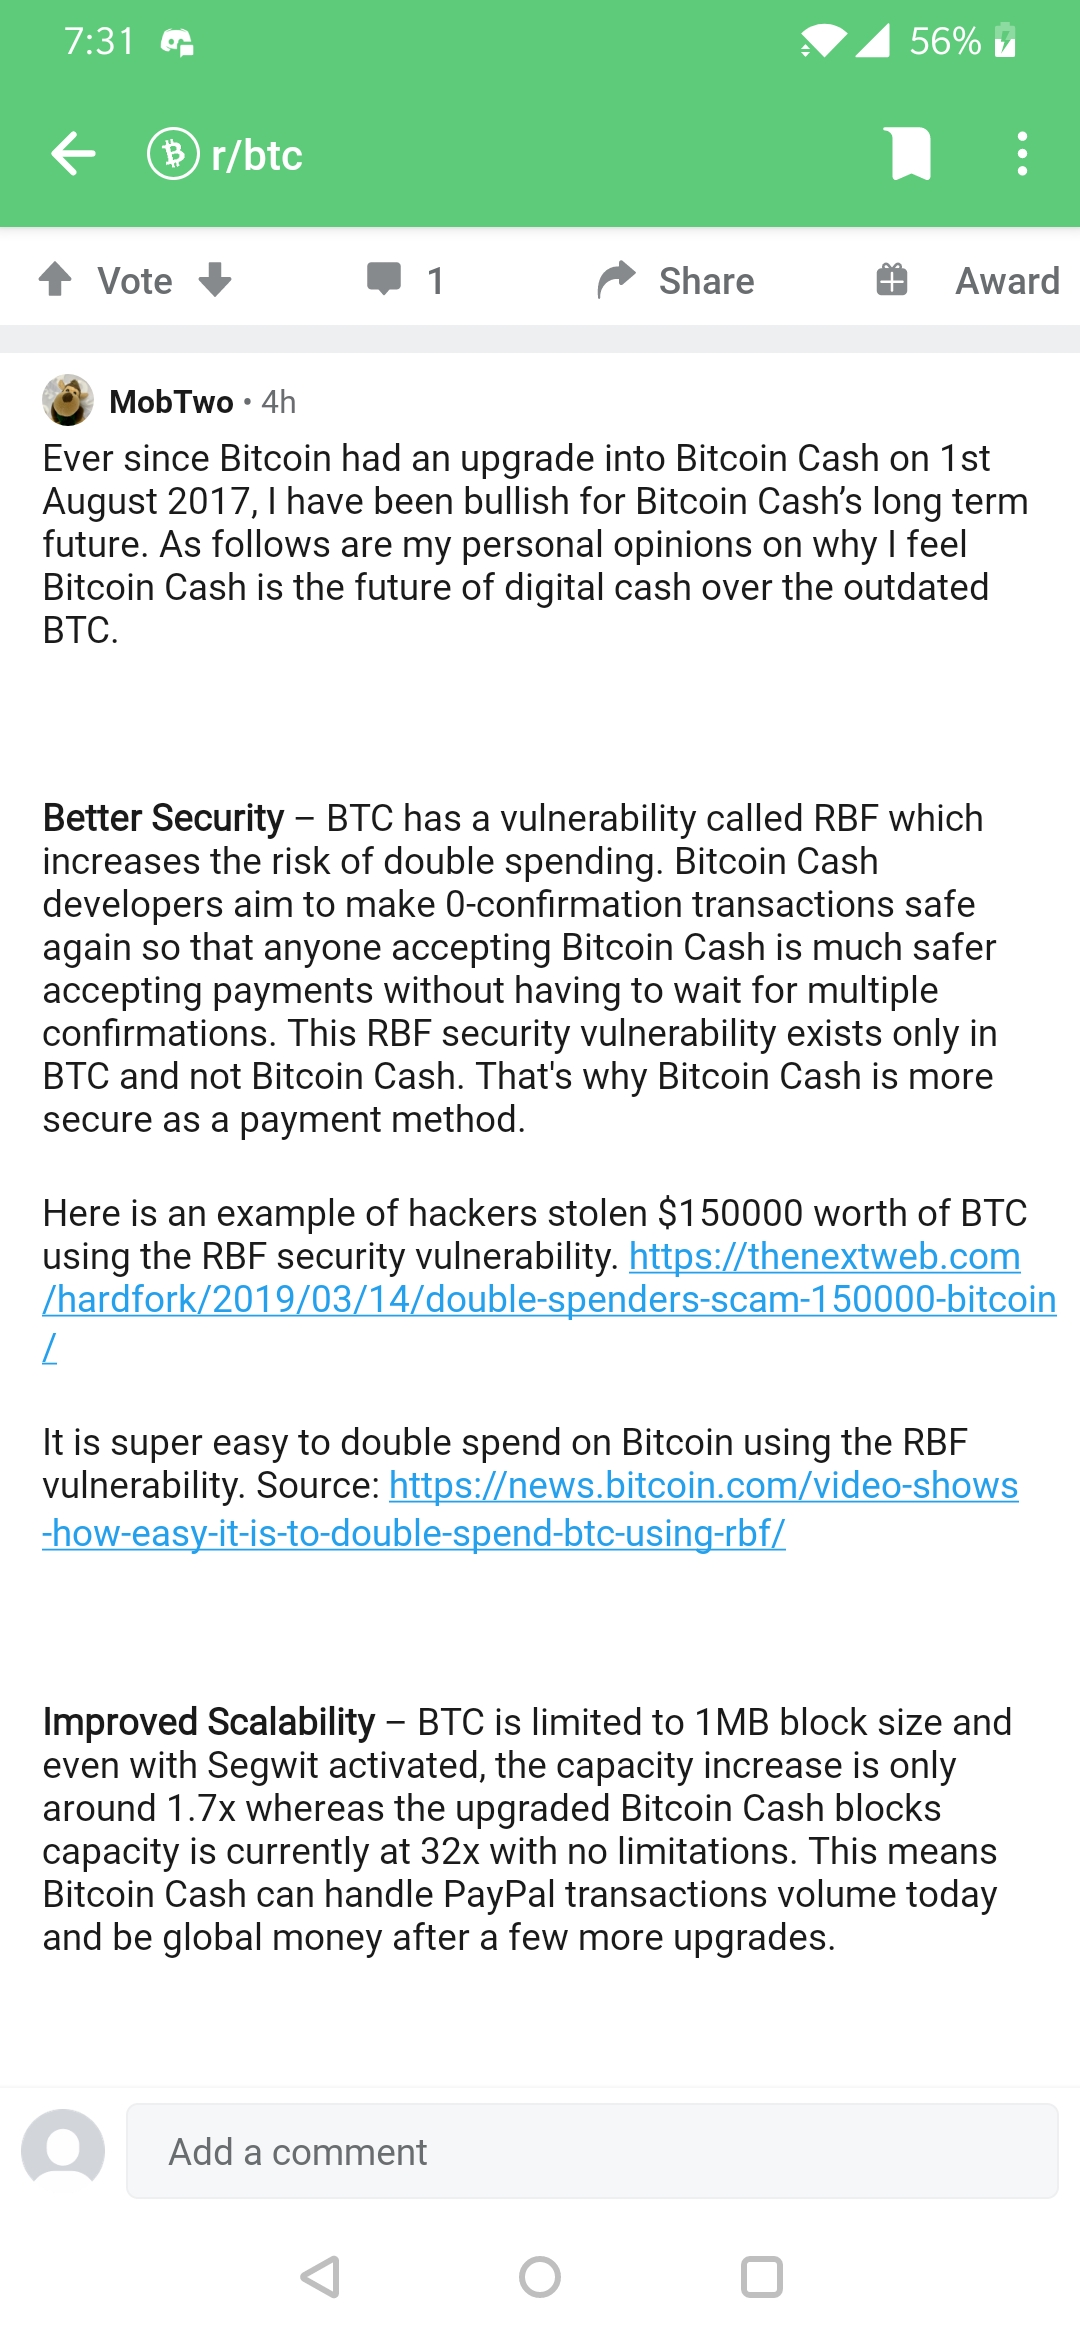 7:31
56%
r/btc
Vote
1
Share
Award
MobTwo • 4h
Ever since Bitcoin had an upgrade into Bitcoin Cash on 1st
August 2017, I have been bullish for Bitcoin Cash’s long term
future. As follows are my personal opinions on why I feel
Bitcoin Cash is the future of digital cash over the outdated
BTC.
Better Security – BTC has a vulnerability called RBF which
increases the risk of double spending. Bitcoin Cash
developers aim to make 0-confirmation transactions safe
again so that anyone accepting Bitcoin Cash is much safer
accepting payments without having to wait for multiple
confirmations. This RBF security vulnerability exists only in
BTC and not Bitcoin Cash. That's why Bitcoin Cash is more
secure as a payment method.
Here is an example of hackers stolen $150000 worth of BTC
using the RBF security vulnerability. https://thenextweb.com
/hardfork/2019/03/14/double-spenders-scam-150000-bitcoin
/
It is super easy to double spend on Bitcoin using the RBF
vulnerability. Source: https://news.bitcoin.com/video-shows
-how-easy-it-is-to-double-spend-btc-using-rbf/
Improved Scalability – BTC is limited to 1MB block size and
even with Segwit activated, the capacity increase is only
around 1.7x whereas the upgraded Bitcoin Cash blocks
capacity is currently at 32x with no limitations. This means
Bitcoin Cash can handle PayPal transactions volume today
and be global money after a few more upgrades.
Add a comment